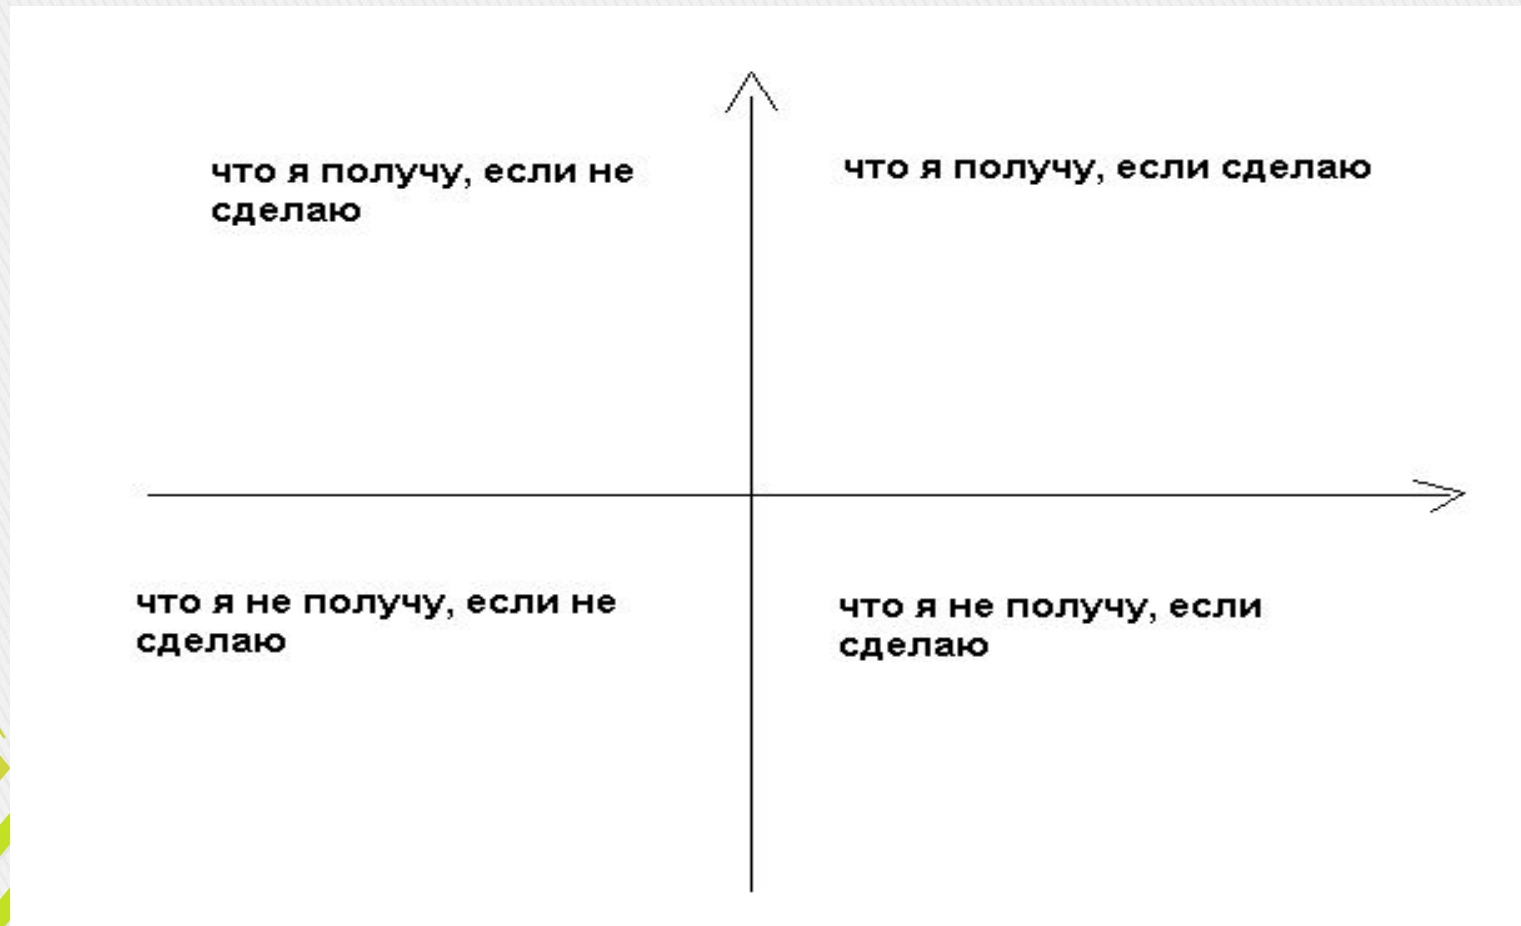 что я получу, если не
сделаю
что я получу, если сделаю
что я не получу, если не
сделаю
что я не получу, если
сделаю